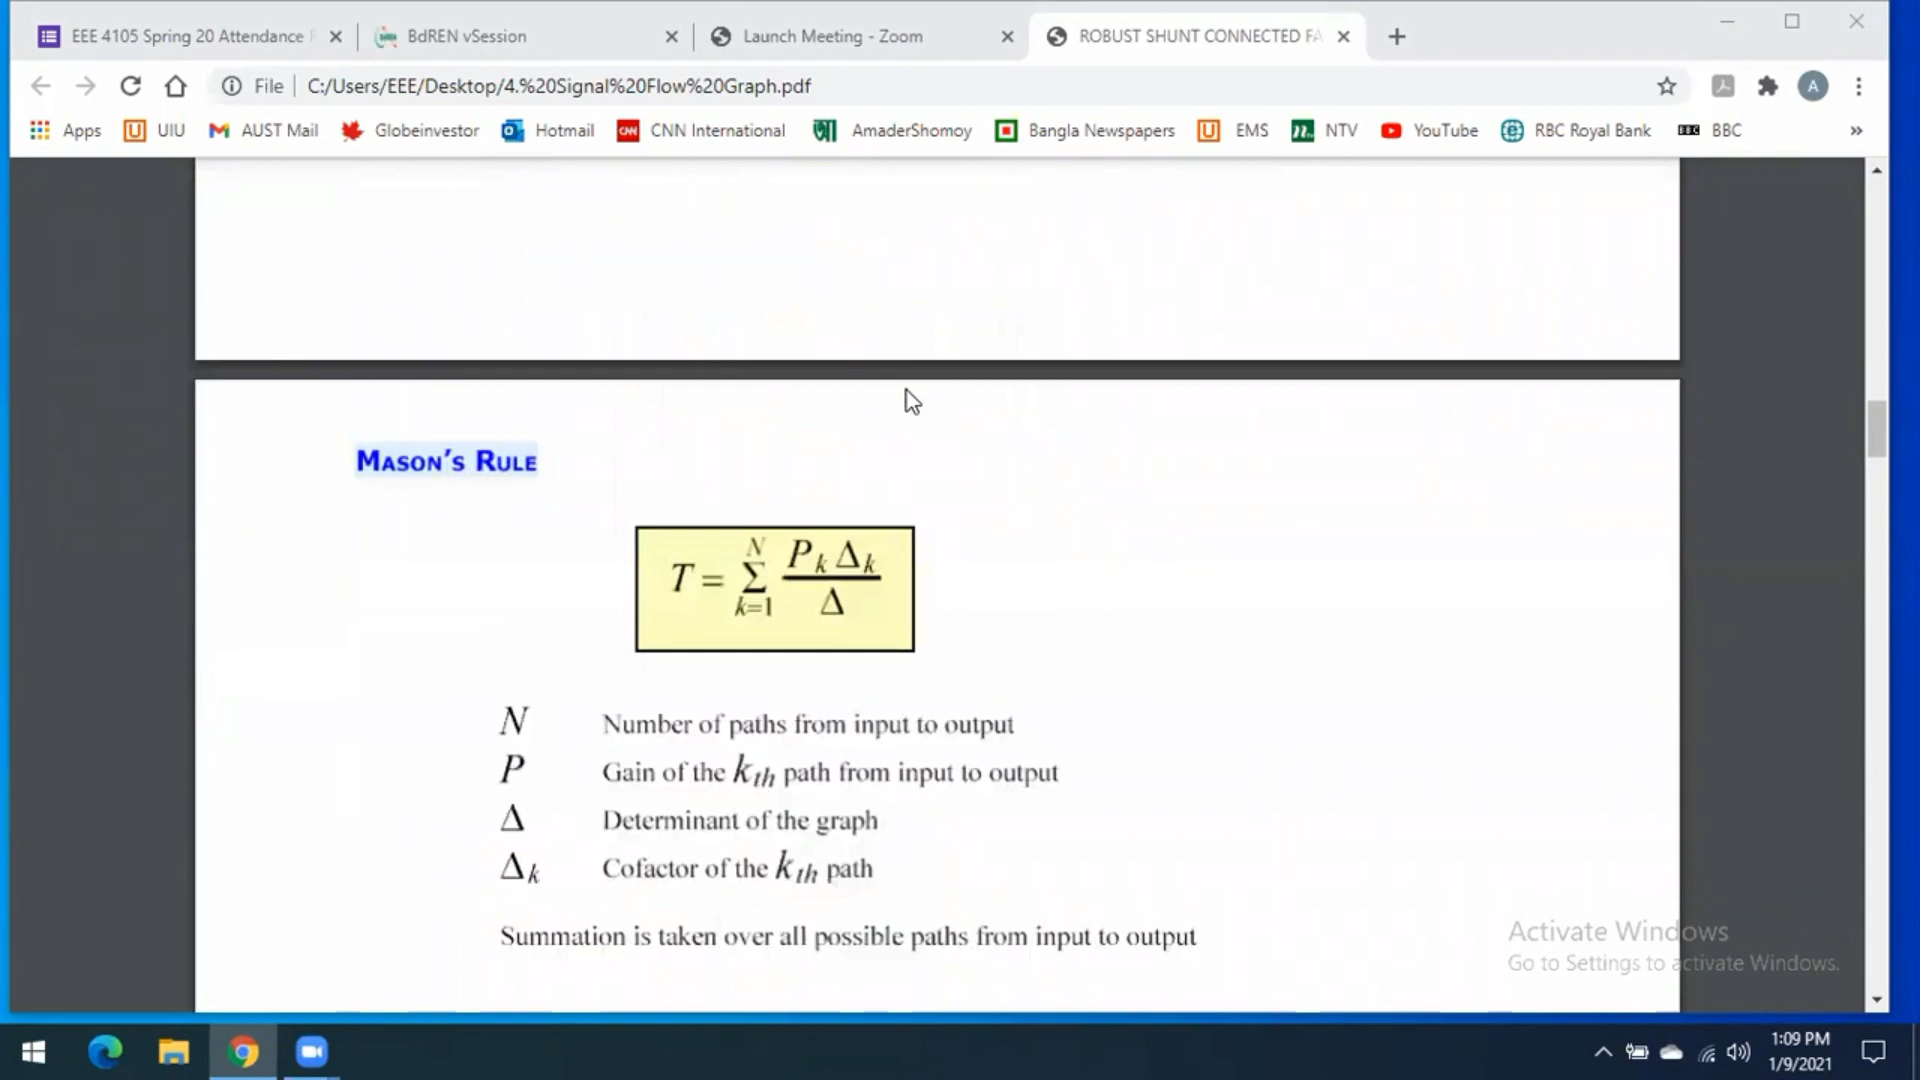 EEE 4105 Spring 20 Attendance
BdREN vSession
Launch Meeting - Zoom
ROBUST SHUNT CONNECTED FA
File
C:/Users/EEE/Desktop/4.%20Signal%20Flow%20Graph.pdf
A
Apps
UIU
AUST Mail
Globeinvestor
Hotmail
CNN International
AmaderShomoy
Bangla Newspapers
EMS
NTV
YouTube
RBC Royal Bank
BBC
»
MASON'S RULE
T = N Σ k=1 P_k Δ_k / Δ
N Number of paths from input to output
P Gain of the k_th path from input to output
Δ Determinant of the graph
Δ_k Cofactor of the k_th path
Summation is taken over all possible paths from input to output
Activate Windows
Go to Settings to activate Windows.
1:09 PM
1/9/2021